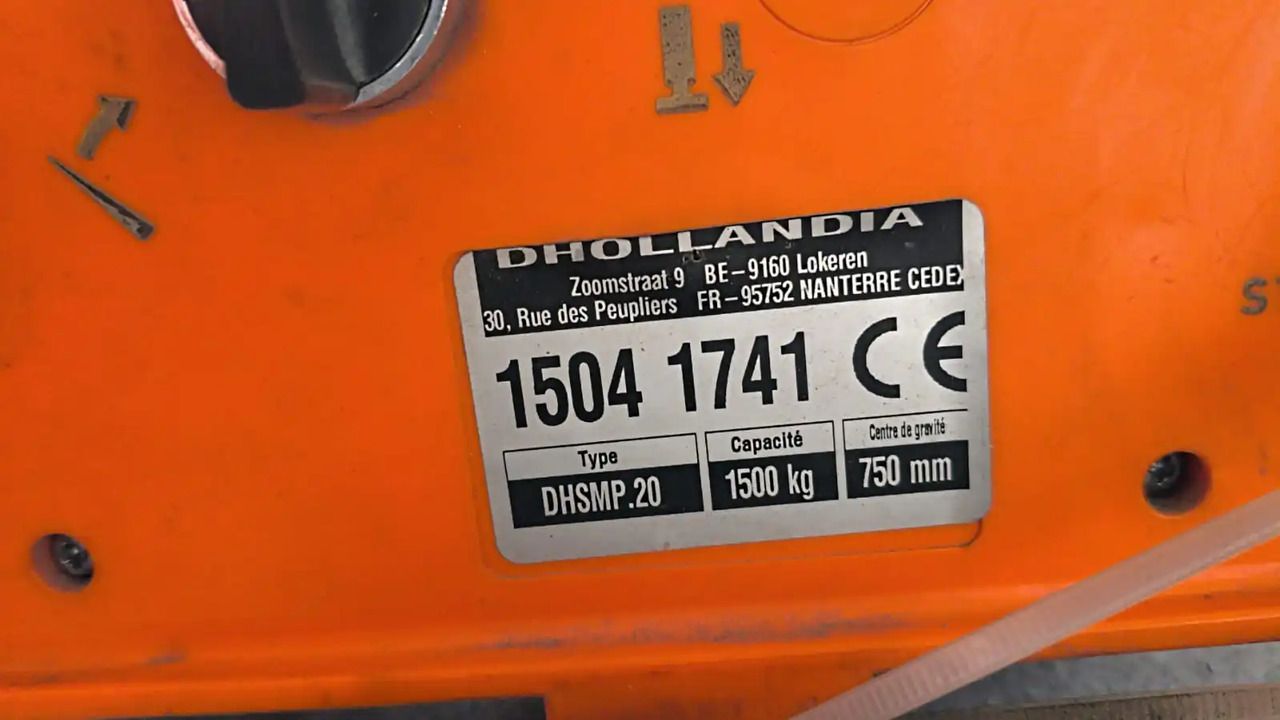 DHOLLANDIA
Zoomstraat 9 BE-9160 Lokeren
30, Rue des Peupliers FR-95752 NANTERRE CEDEX
1504 1741 CE
Type Capacité Centre de gravité
DHSMP.20 1500 kg 750 mm